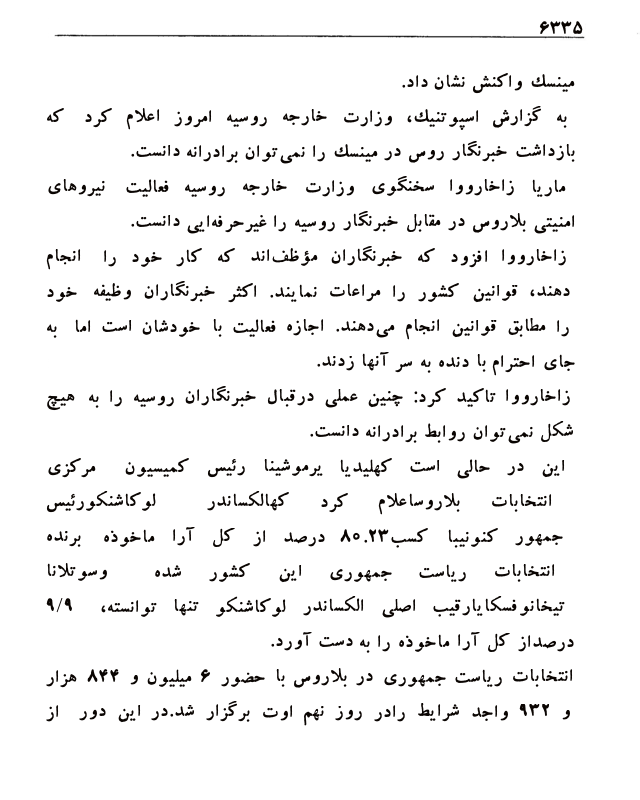 ۶۳۳۵
مینسك واکنش نشان داد.
به گزارش اسپوتنیك، وزارت خارجه روسیه امروز اعلام کرد که
بازداشت خبرنگار روس در مینسك را نمی‌توان برادرانه دانست.
ماریا زاخارووا سخنگوی وزارت خارجه روسیه فعالیت نیروهای
امنیتی بلاروس در مقابل خبرنگار روسیه را غیرحرفه‌ایی دانست.
زاخارووا افزود که خبرنگاران مؤظف‌اند که کار خود را انجام
دهند، قوانین کشور را مراعات نمایند. اکثر خبرنگاران وظیفه خود
را مطابق قوانین انجام می‌دهند. اجازه فعالیت با خودشان است اما به
جای احترام با دنده به سر آنها زدند.
زاخارووا تاکید کرد: چنین عملی درقبال خبرنگاران روسیه را به هیچ
شکل نمی‌توان روابط برادرانه دانست.
این در حالی است کهلیدیا یرموشینا رئیس کمیسیون مرکزی
انتخابات بلاروساعلام کرد کهالکساندر لوکاشنکورئیس
جمهور کنونیبا کسب۸۰.۲۳ درصد از کل آرا ماخوذه برنده
انتخابات ریاست جمهوری این کشور شده وسوتلانا
تیخانوفسکایارقیب اصلی الکساندر لوکاشنکو تنها توانسته، ۹/۹
درصداز کل آرا ماخوذه را به دست آورد.
انتخابات ریاست جمهوری در بلاروس با حضور ۶ میلیون و ۸۴۴ هزار
و ۹۳۲ واجد شرایط رادر روز نهم اوت برگزار شد.در این دور از